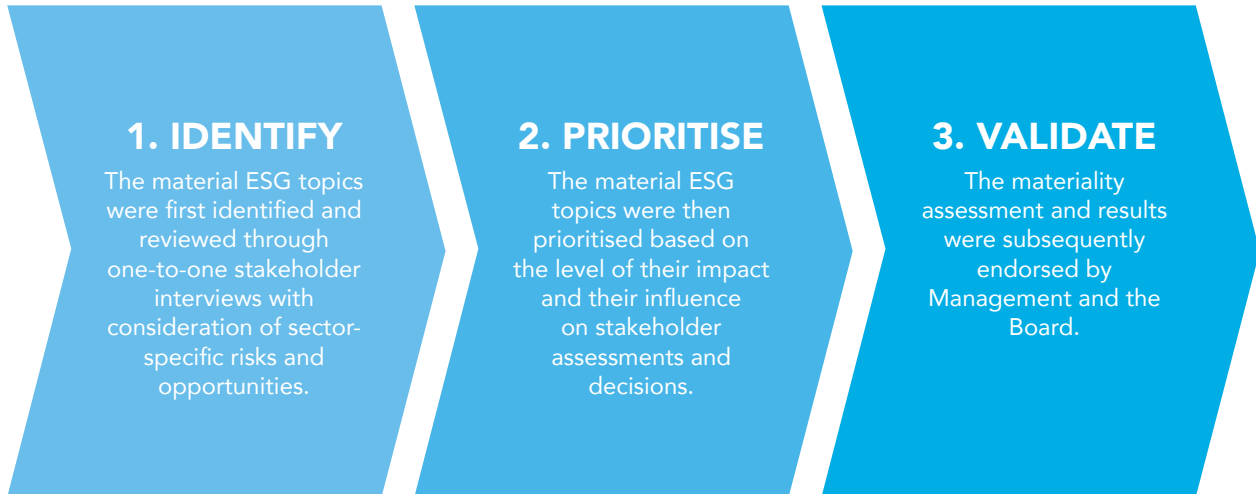 1. IDENTIFY
The material ESG topics
were first identified and
reviewed through
one-to-one stakeholder
interviews with
consideration of sector-
specific risks and
opportunities.
2. PRIORITISE
The material ESG
topics were then
prioritised based on
the level of their impact
and their influence
on stakeholder
assessments and
decisions.
3. VALIDATE
The materiality
assessment and results
were subsequently
endorsed by
Management and the
Board.